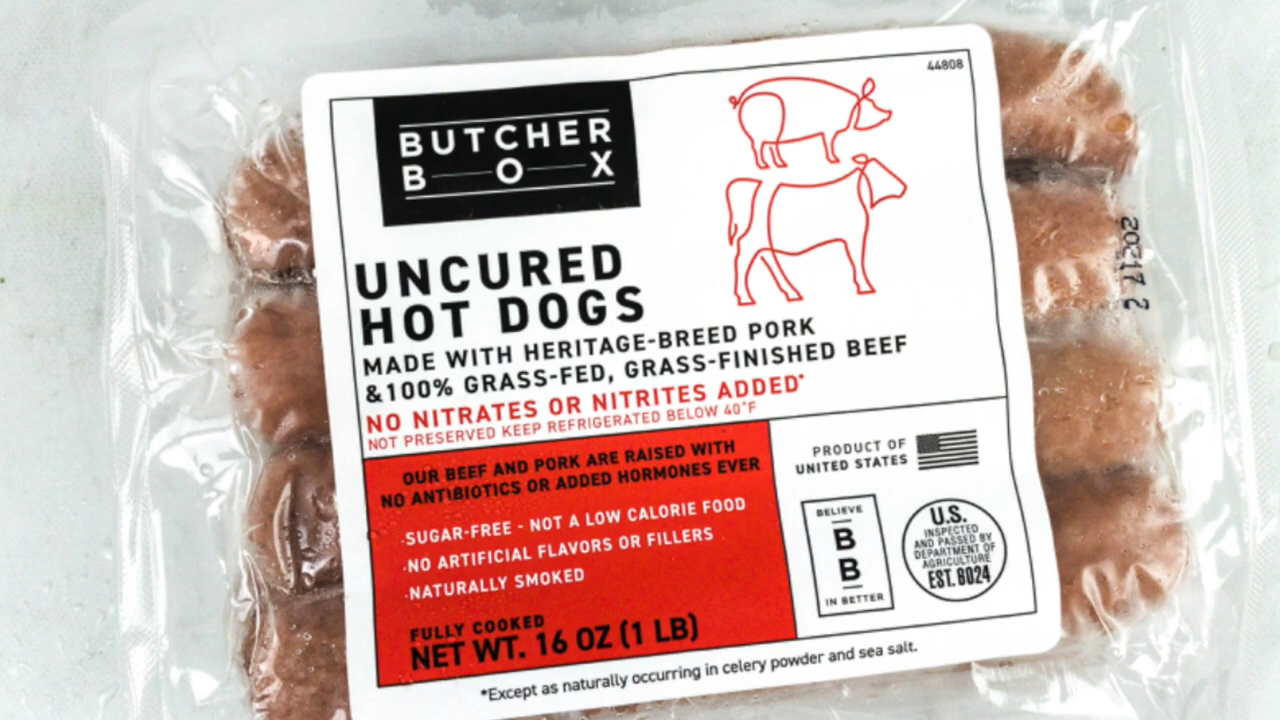 44808
BUTCHER
BOX
UNCURED
HOT DOGS
MADE WITH HERITAGE-BREED PORK
&100% GRASS-FED, GRASS-FINISHED BEEF
NO NITRATES OR NITRITES ADDED*
NOT PRESERVED KEEP REFRIGERATED BELOW 40°F
OUR BEEF AND PORK ARE RAISED WITH
NO ANTIBIOTICS OR ADDED HORMONES EVER
·SUGAR-FREE - NOT A LOW CALORIE FOOD
·NO ARTIFICIAL FLAVORS OR FILLERS
·NATURALLY SMOKED
FULLY COOKED
NET WT. 16 OZ (1 LB)
PRODUCT OF
UNITED STATES
BELIEVE
B
B
IN BETTER
U.S.
INSPECTED
AND PASSED BY
DEPARTMENT OF
AGRICULTURE
EST. 8024
*Except as naturally occurring in celery powder and sea salt.
20217 2